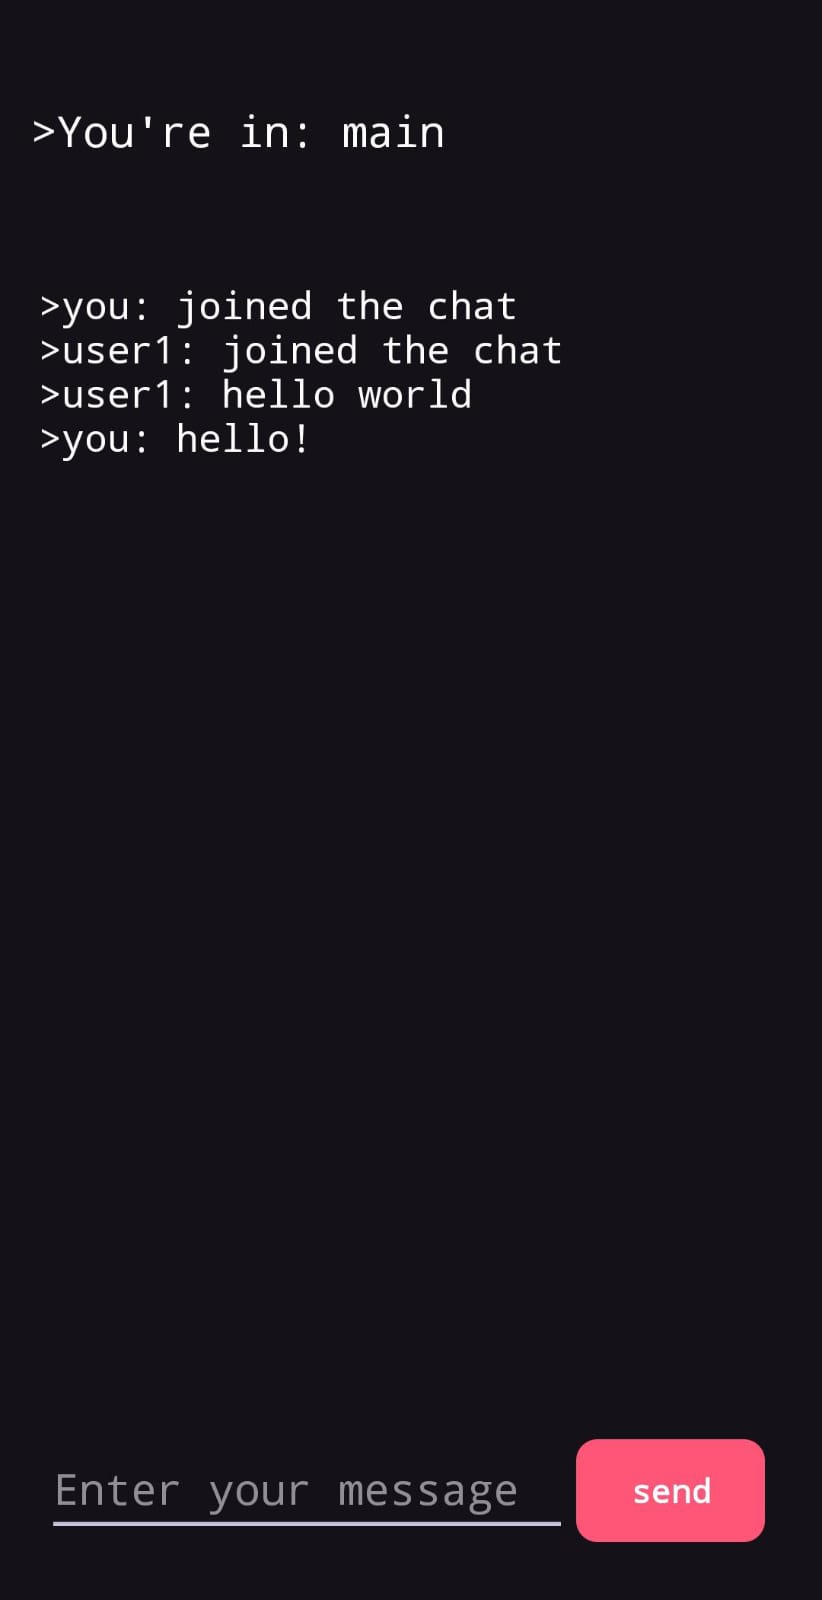 >You're in: main
>you: joined the chat
>user1: joined the chat
>user1: hello world
>you: hello!
Enter your message
send